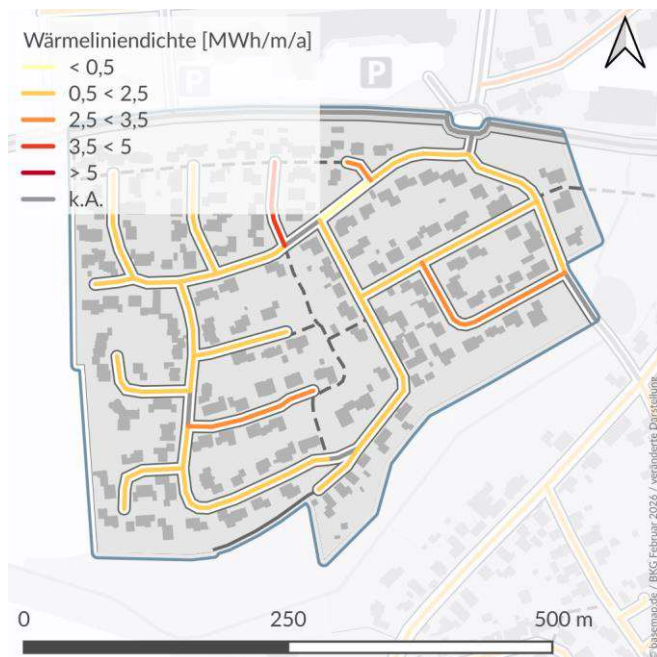 Wärmeliniendichte [MWh/m/a]
< 0,5
0,5 < 2,5
2,5 < 3,5
3,5 < 5
> 5
k.A.
P
P
© basemap.de / BKG Februar 2026 / veränderte Darstellung
0 250 500 m